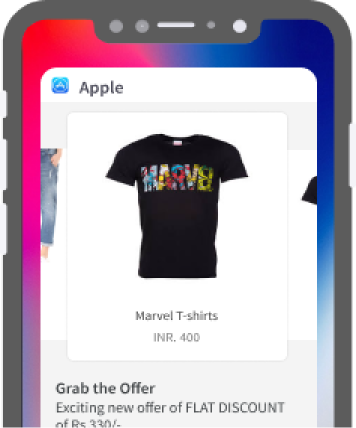 Apple
MARVEL
Marvel T-shirts
INR. 400
Grab the Offer
Exciting new offer of FLAT DISCOUNT
of Rs 330/-